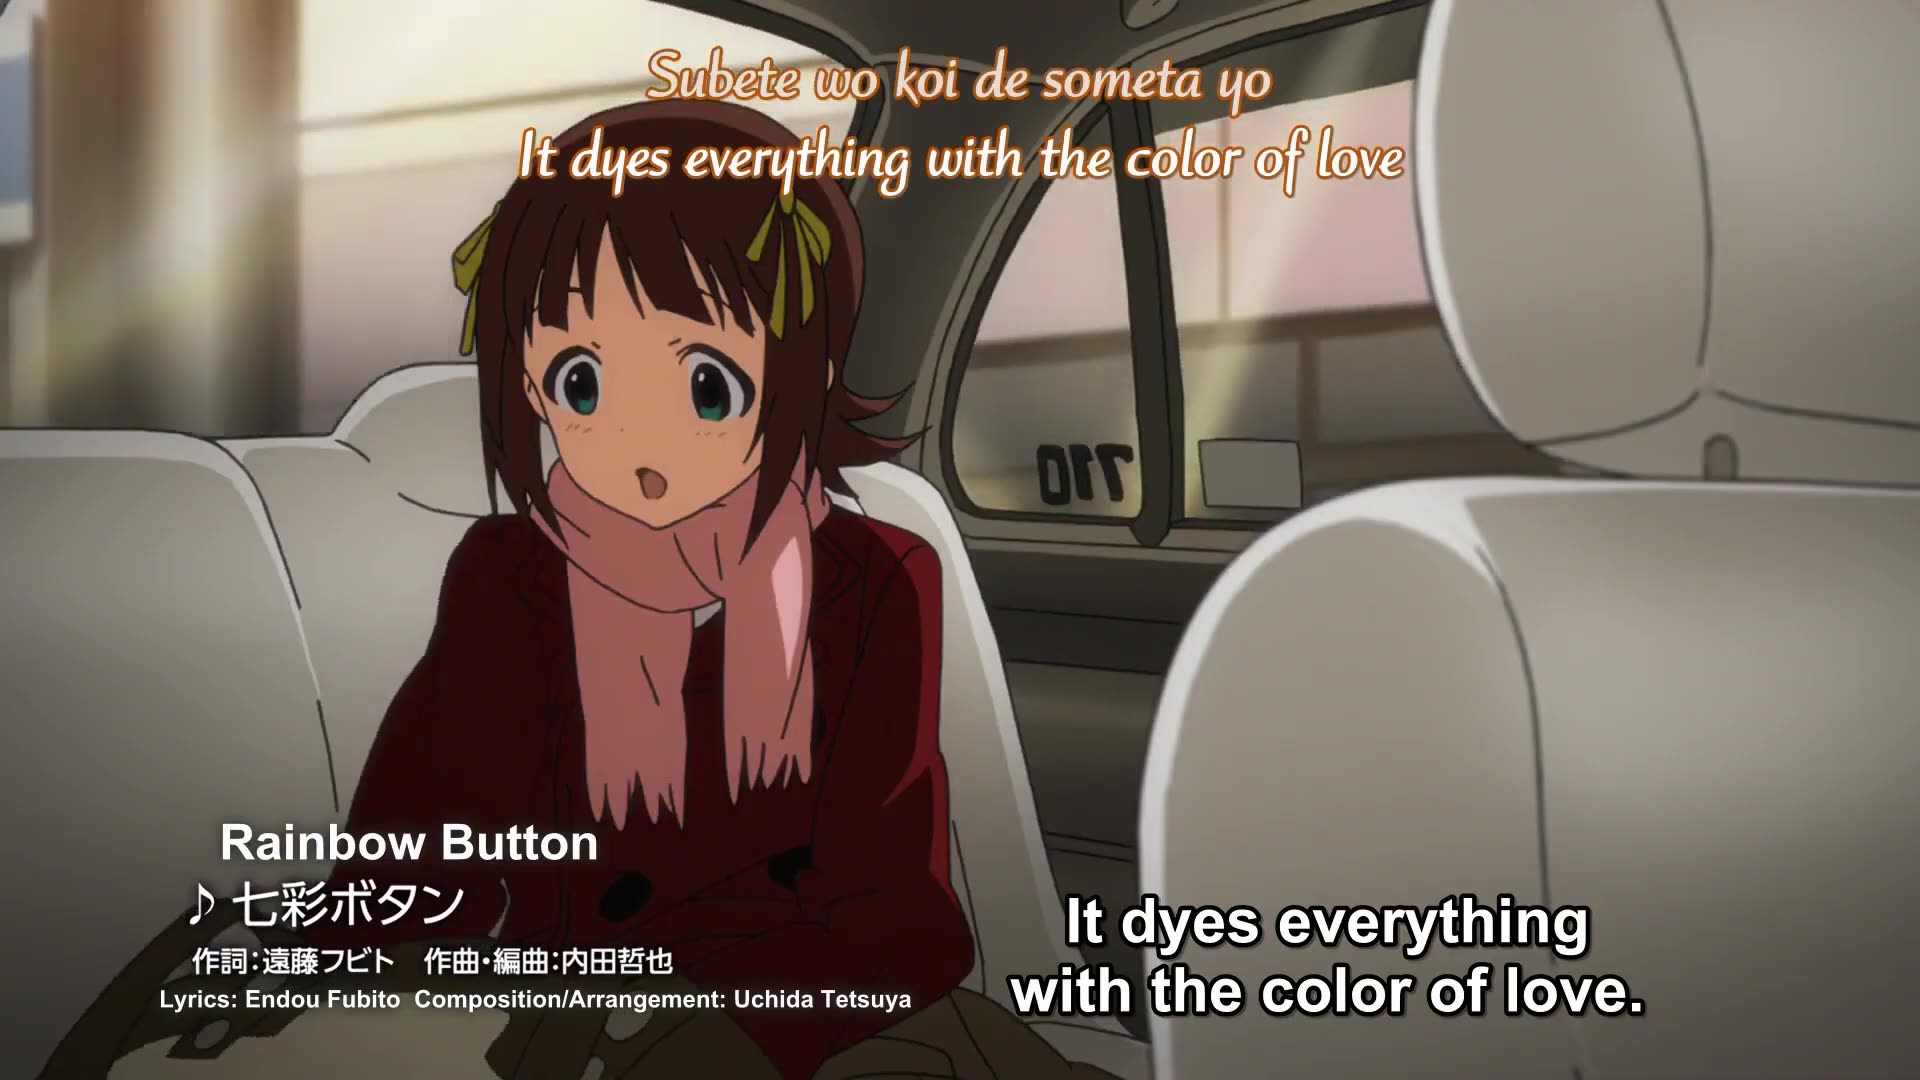 Subete wo koi de someta yo
It dyes everything with the color of love
710
Rainbow Button
♪ 七彩ボタン
作詞:遠藤フビト 作曲・編曲:内田哲也
Lyrics: Endou Fubito Composition/Arrangement: Uchida Tetsuya
It dyes everything
with the color of love.